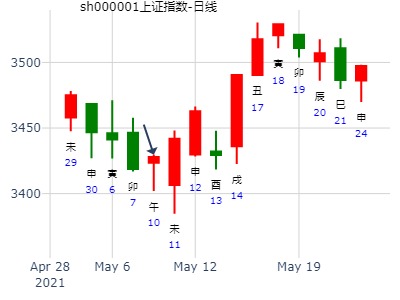 sh000001上证指数-日线
3500
3450
3400
未
29
申
30
寅
6
卯
7
午
10
未
11
申
12
酉
13
戌
14
丑
17
寅
18
卯
19
辰
20
巳
21
申
24
Apr 28
2021
May 6
May 12
May 19